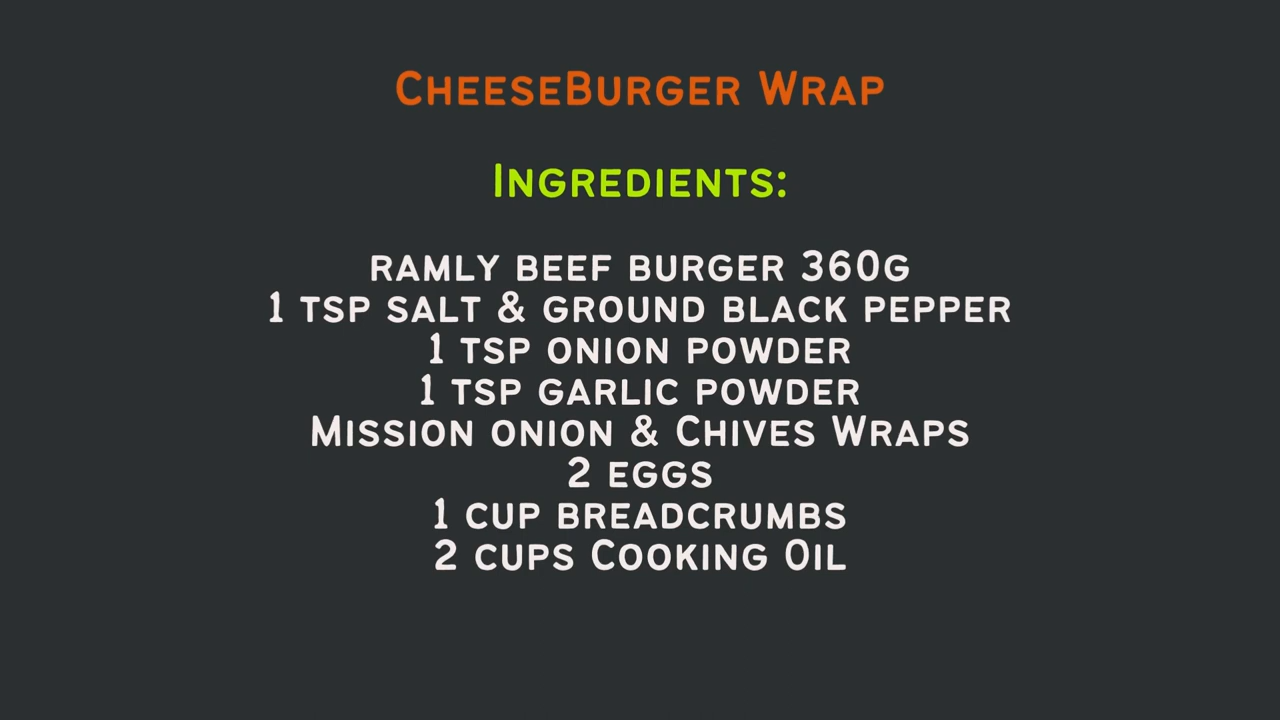 CheeseBurger Wrap
Ingredients:
ramly beef burger 360g
1 tsp salt & ground black pepper
1 tsp onion powder
1 tsp garlic powder
Mission onion & Chives Wraps
2 eggs
1 cup breadcrumbs
2 cups Cooking Oil